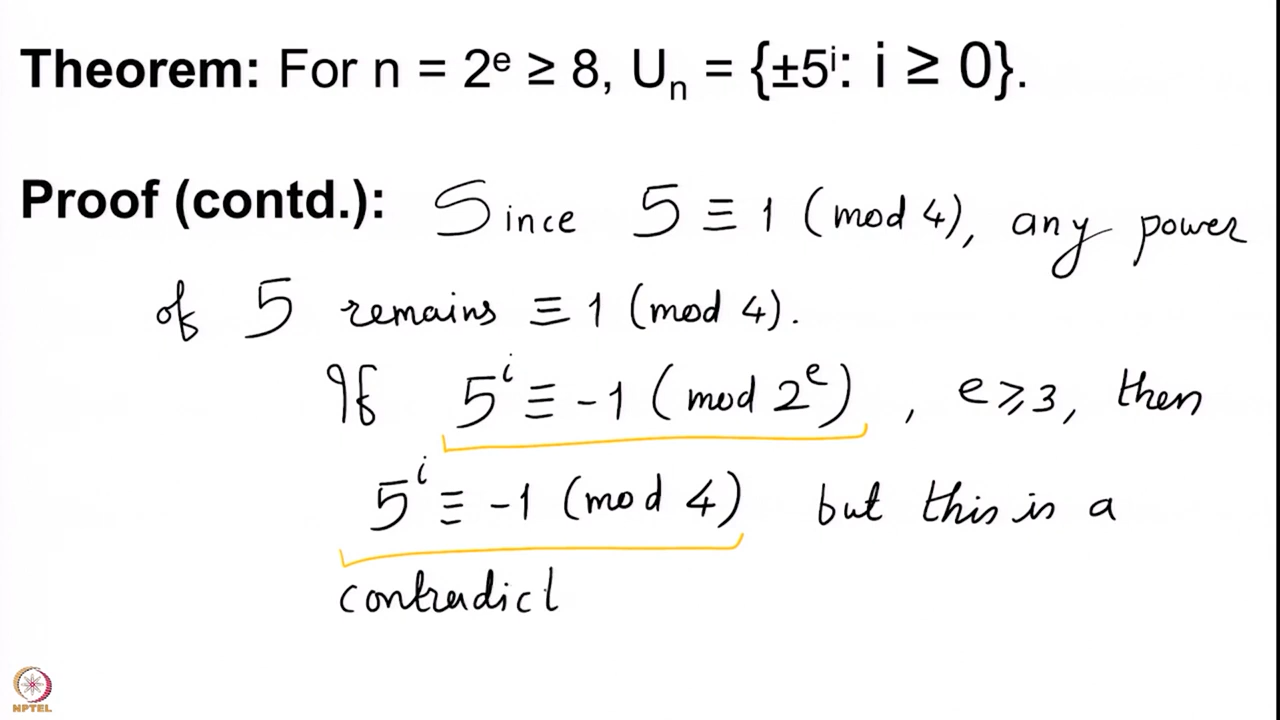 Theorem: For n = 2ᵉ ≥ 8, Uₙ = {±5ⁱ: i ≥ 0}.
Proof (contd.): Since 5 ≡ 1 (mod 4), any power
of 5 remains ≡ 1 (mod 4).
If 5ⁱ ≡ -1 (mod 2ᵉ), e ≥ 3, then
5ⁱ ≡ -1 (mod 4) but this is a
contradict
NPTEL